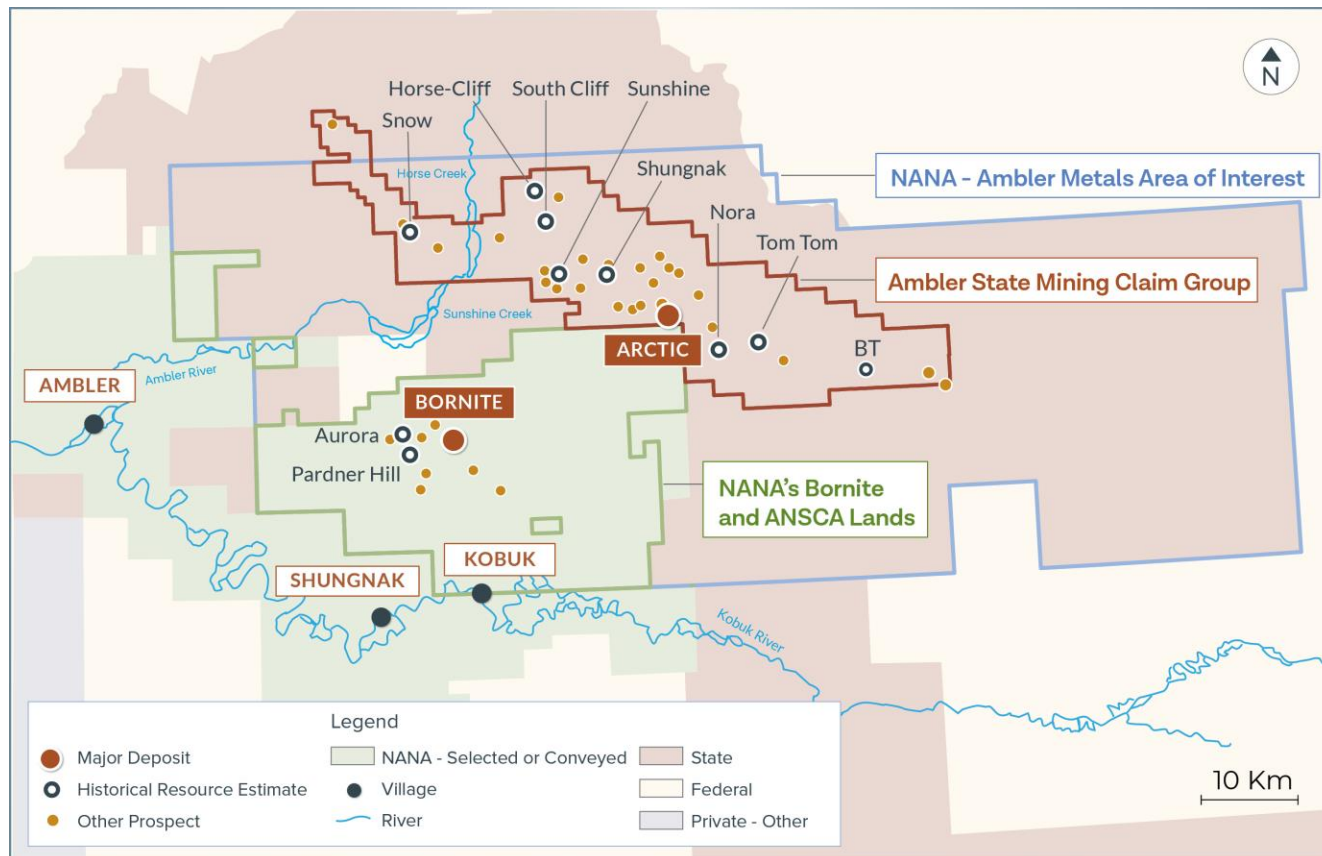 N
Horse-Cliff
South Cliff
Sunshine
Snow
Shungnak
Horse Creek
NANA - Ambler Metals Area of Interest
Nora
Tom Tom
Ambler State Mining Claim Group
Sunshine Creek
ARCTIC
BT
AMBLER
Ambler River
BORNITE
Aurora
Pardner Hill
NANA's Bornite
and ANSCA Lands
KOBUK
SHUNGNAK
Kobuk River
Legend
Major Deposit
NANA - Selected or Conveyed
State
Historical Resource Estimate
Village
Federal
Other Prospect
River
Private - Other
10 Km